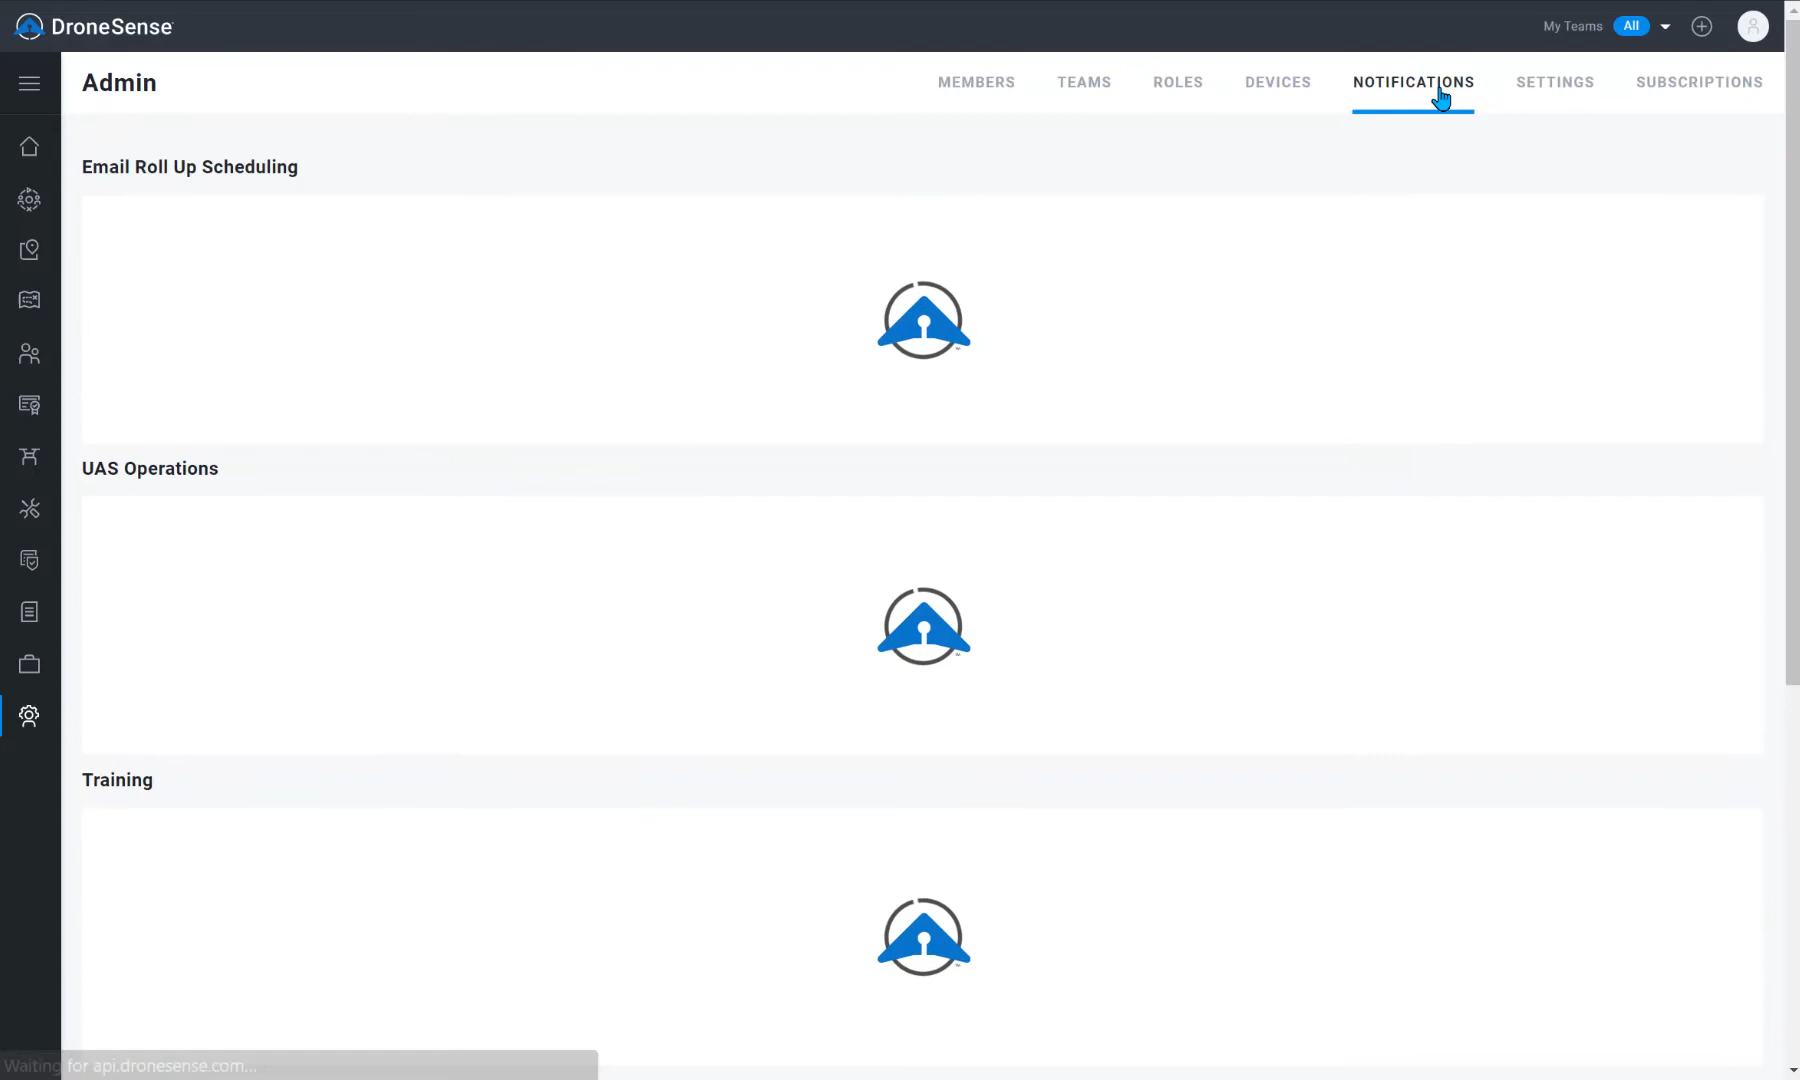 DroneSense
My Teams All
Admin
MEMBERS TEAMS ROLES DEVICES NOTIFICATIONS SETTINGS SUBSCRIPTIONS
Email Roll Up Scheduling
UAS Operations
Training
Waiting for api.dronesense.com...